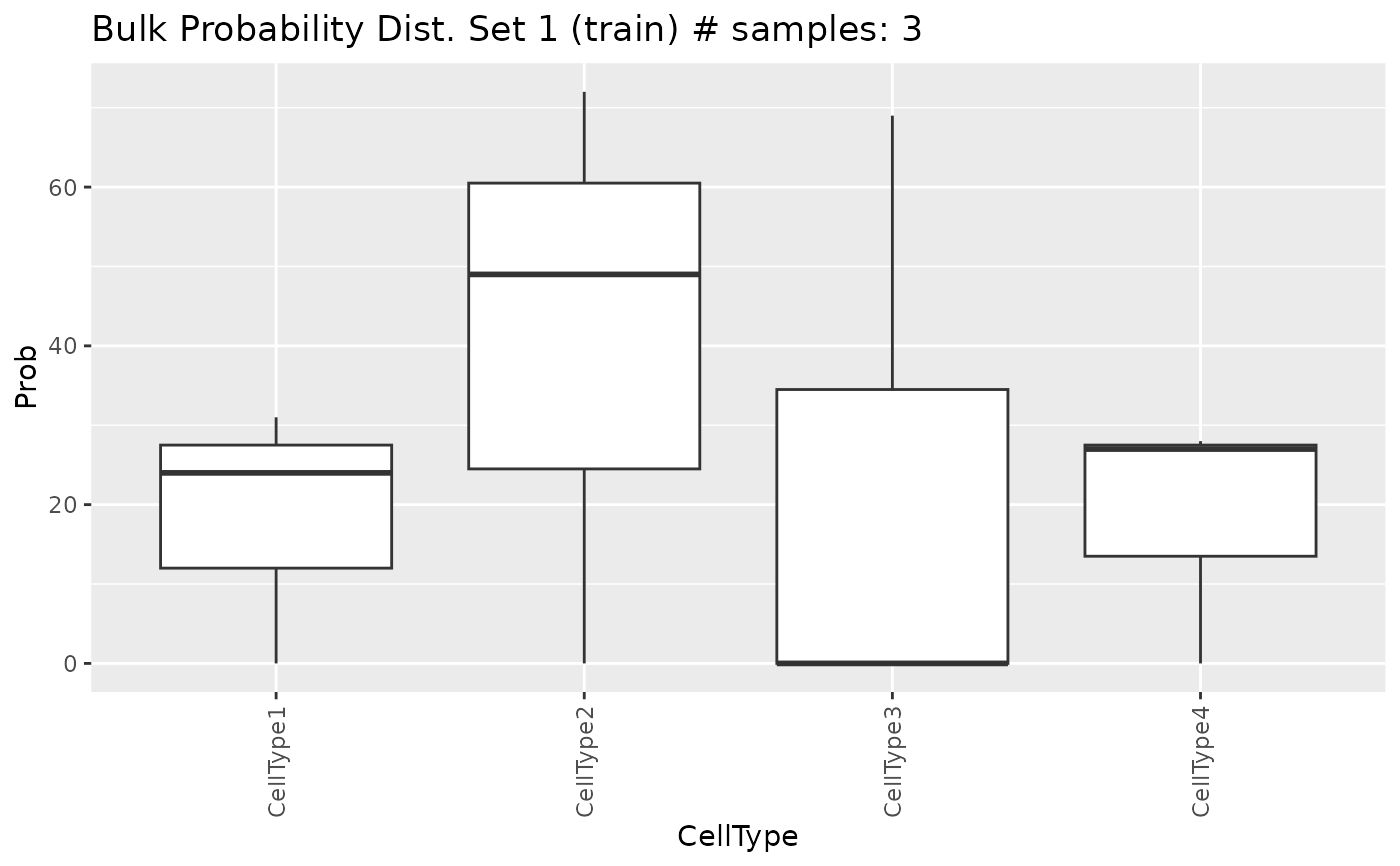 Bulk Probability Dist. Set 1 (train) # samples: 3
Prob
60
40
20
0
CellType1
CellType2
CellType3
CellType4
CellType